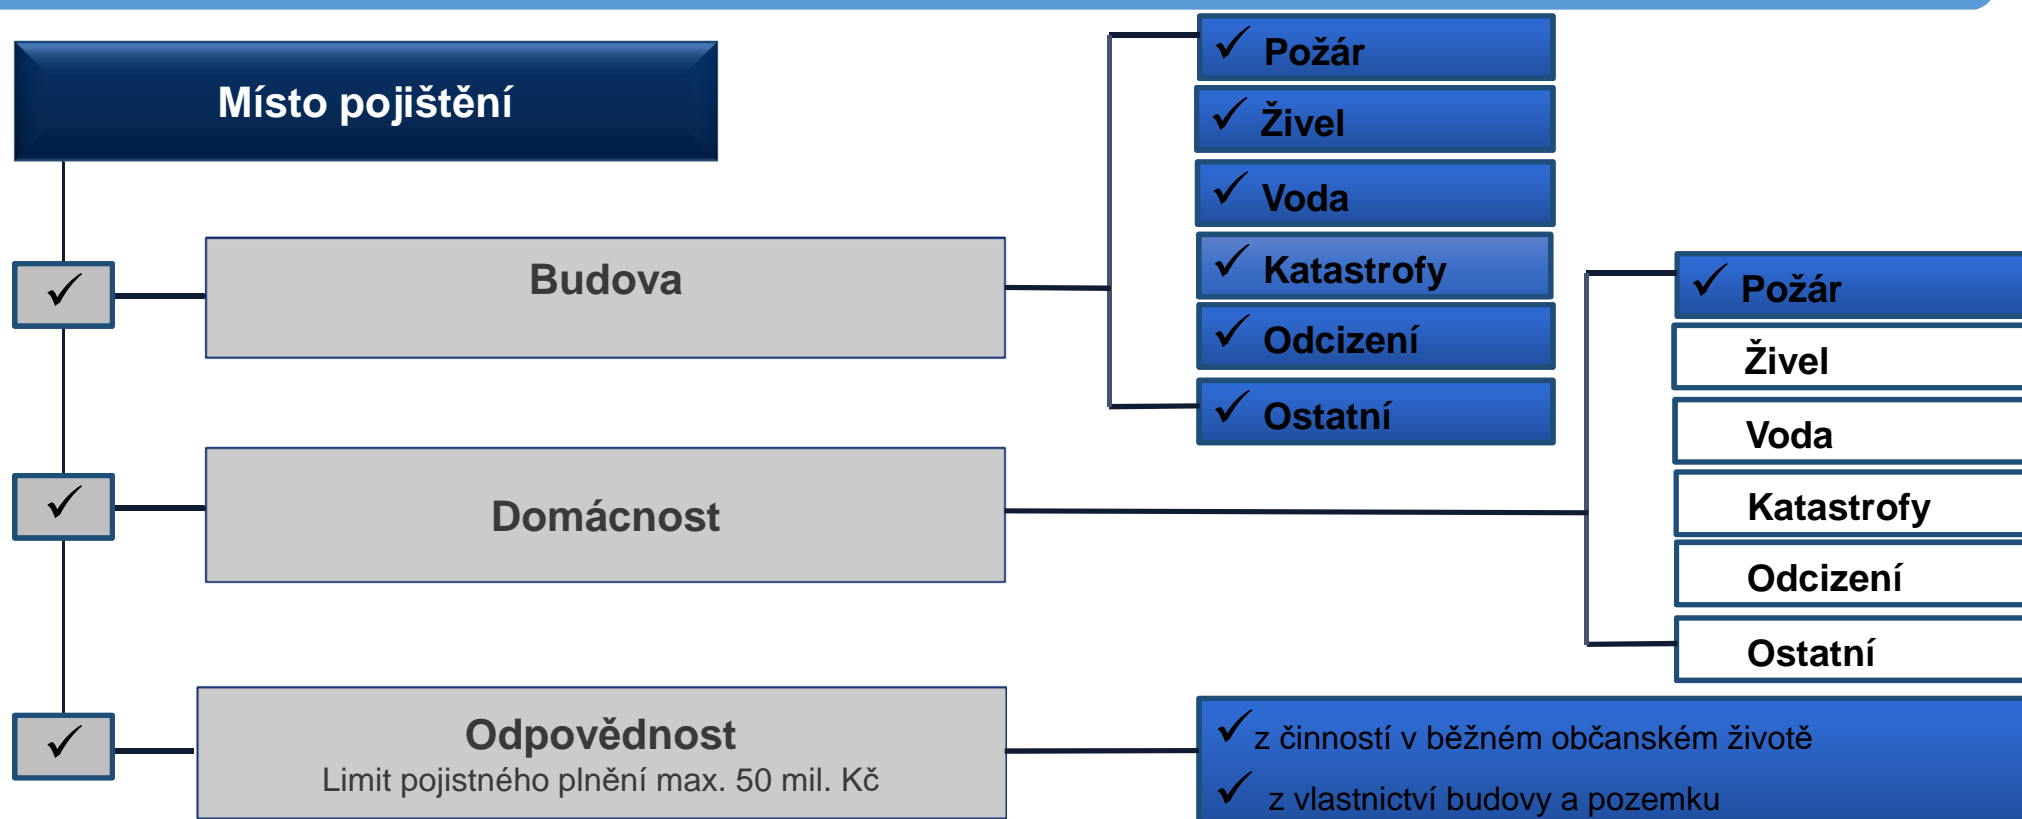 Místo pojištění
Budova
✓ Požár
✓ Živel
✓ Voda
✓ Katastrofy
✓ Odcizení
✓ Ostatní
Domácnost
✓ Požár
Živel
Voda
Katastrofy
Odcizení
Ostatní
Odpovědnost
Limit pojistného plnění max. 50 mil. Kč
✓ z činností v běžném občanském životě
✓ z vlastnictví budovy a pozemku